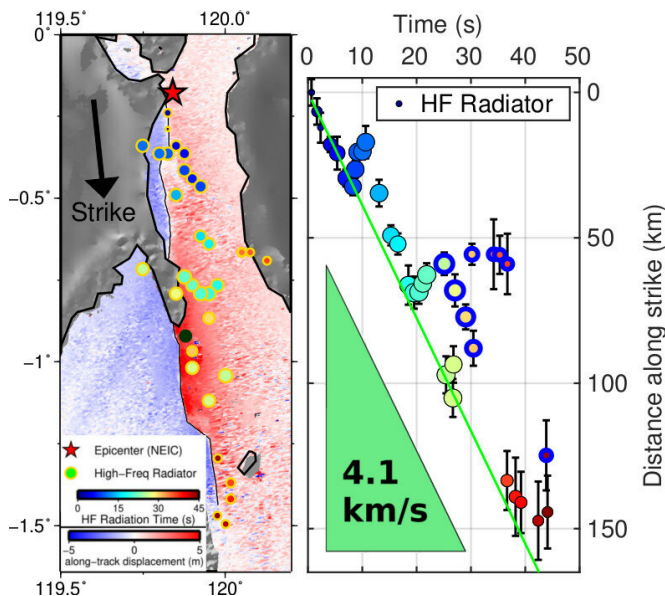 119.5° 120.0°
0°
−0.5°
−1°
−1.5°
119.5° 120°
Strike
Epicenter (NEIC)
High-Freq Radiator
0 15 30 45
HF Radiation Time (s)
−5 0 5
along-track displacement (m)
Time (s)
0 10 20 30 40 50
HF Radiator
4.1
km/s
0
50
100
150
Distance along strike (km)